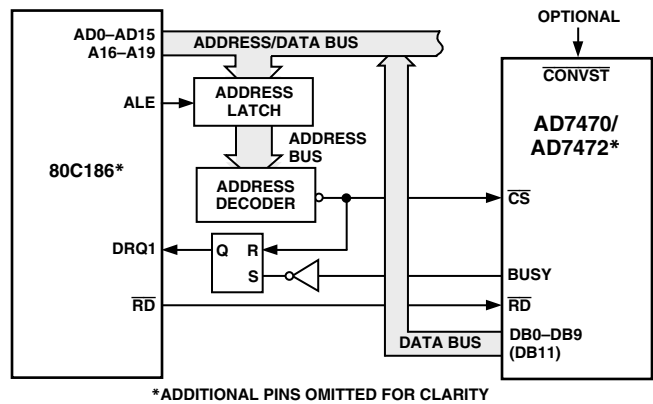 OPTIONAL
AD0–AD15
A16–A19
ADDRESS/DATA BUS
CONVST
ALE
ADDRESS
LATCH
AD7470/
AD7472*
ADDRESS
BUS
80C186*
ADDRESS
DECODER
CS
DRQ1
Q
R
S
BUSY
RD
RD
DATA BUS
DB0–DB9
(DB11)
*ADDITIONAL PINS OMITTED FOR CLARITY